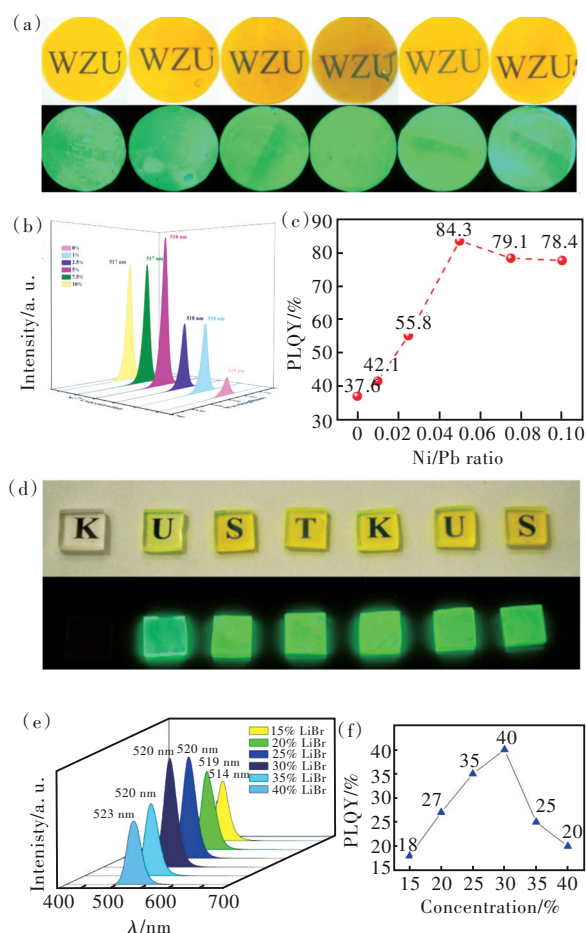 (a)
WZU WZU WZU WZU WZU WZU
(b)
Intensity/a. u.
517 nm
517 nm
518 nm
518 nm
518 nm
0%
1%
2.5%
5%
7.5%
10%
(c)
PLQY/%
90
80
70
60
50
40
30
37.6
42.1
55.8
84.3
79.1
78.4
0 0.02 0.04 0.06 0.08 0.10
Ni/Pb ratio
(d)
K U S T K U S
(e)
Intenisty/a. u.
523 nm
520 nm
520 nm
520 nm
519 nm
514 nm
15% LiBr
20% LiBr
25% LiBr
30% LiBr
35% LiBr
40% LiBr
400 500 600 700
λ/nm
(f)
PLQY/%
40
35
30
25
20
15
18
27
35
40
25
20
15 20 25 30 35 40
Concentration/%